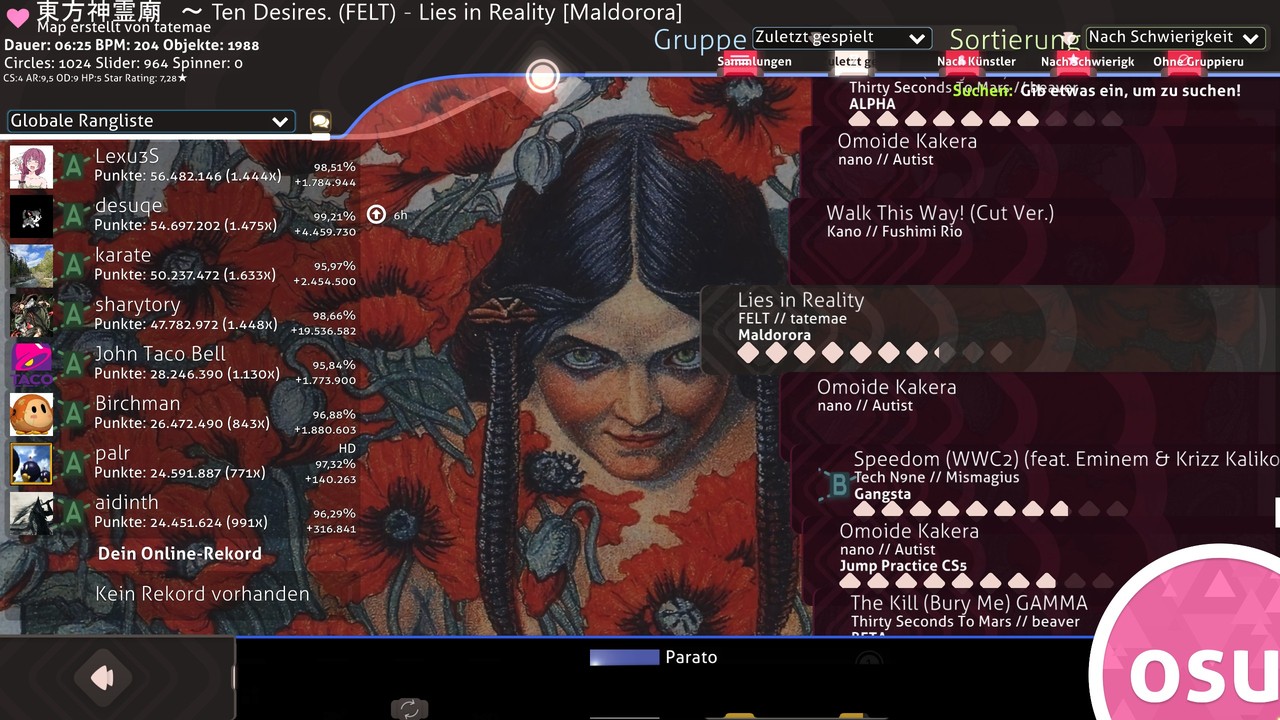 東方神霊廟　～ Ten Desires. (FELT) - Lies in Reality [Maldorora]
Map erstellt von tatemae
Dauer: 06:25 BPM: 204 Objekte: 1988
Circles: 1024 Slider: 964 Spinner: 0
CS:4 AR:9,5 OD:9 HP:5 Star Rating: 7,28★
Gruppe
Zuletzt gespielt
Sortierung
Nach Schwierigkeit
Sammlungen
Nach Künstler
Nach Schwierigk
Ohne Gruppieru
Suchen: Gib etwas ein, um zu suchen!
Globale Rangliste
Lexu3S
Punkte: 56.482.146 (1.444x)
98,51%
+1.784.944
desuqe
Punkte: 54.697.202 (1.475x)
99,21%
+4.459.730
6h
karate
Punkte: 50.237.472 (1.633x)
95,97%
+2.454.500
sharytory
Punkte: 47.782.972 (1.448x)
98,66%
+19.536.582
John Taco Bell
Punkte: 28.246.390 (1.130x)
95,84%
+1.773.900
TACO
Birchman
Punkte: 26.472.490 (843x)
96,88%
+1.880.603
palr
Punkte: 24.591.887 (771x)
HD
97,32%
+140.263
aidinth
Punkte: 24.451.624 (991x)
96,29%
+316.841
A
A
A
A
A
A
A
A
Dein Online-Rekord
Kein Rekord vorhanden
Thirty Seconds To Mars // beaver
ALPHA
Omoide Kakera
nano // Autist
Walk This Way! (Cut Ver.)
Kano // Fushimi Rio
Lies in Reality
FELT // tatemae
Maldorora
Omoide Kakera
nano // Autist
B
Speedom (WWC2) (feat. Eminem & Krizz Kaliko
Tech N9ne // Mismagius
Gangsta
Omoide Kakera
nano // Autist
Jump Practice CS5
The Kill (Bury Me) GAMMA
Thirty Seconds To Mars // beaver
BETA
Parato
osu